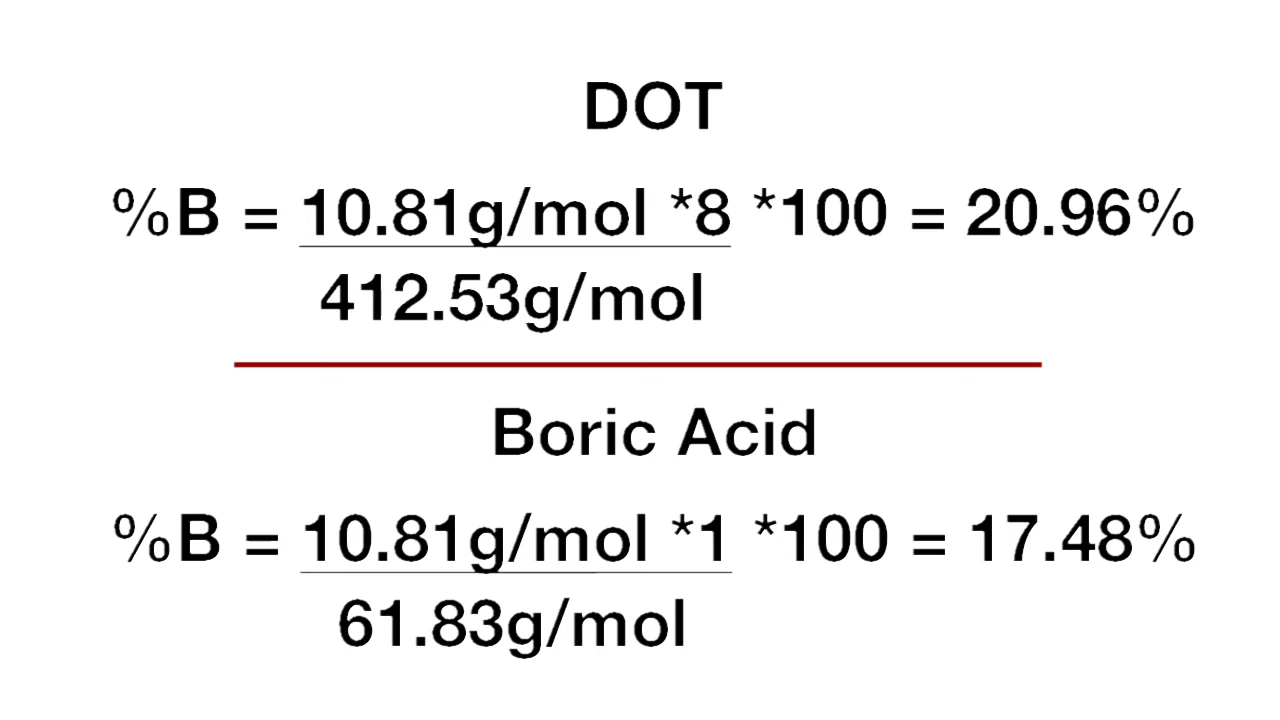 DOT
%B = 10.81g/mol *8 *100 = 20.96%
412.53g/mol
Boric Acid
%B = 10.81g/mol *1 *100 = 17.48%
61.83g/mol